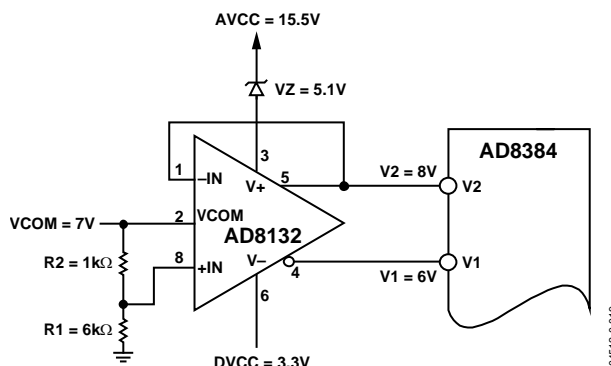 AVCC = 15.5V
VZ = 5.1V
AD8384
1
–IN
3
V+
5
V2 = 8V
V2
VCOM = 7V
2
VCOM
AD8132
R2 = 1kΩ
8
+IN
V–
4
V1 = 6V
V1
6
R1 = 6kΩ
DVCC = 3.3V